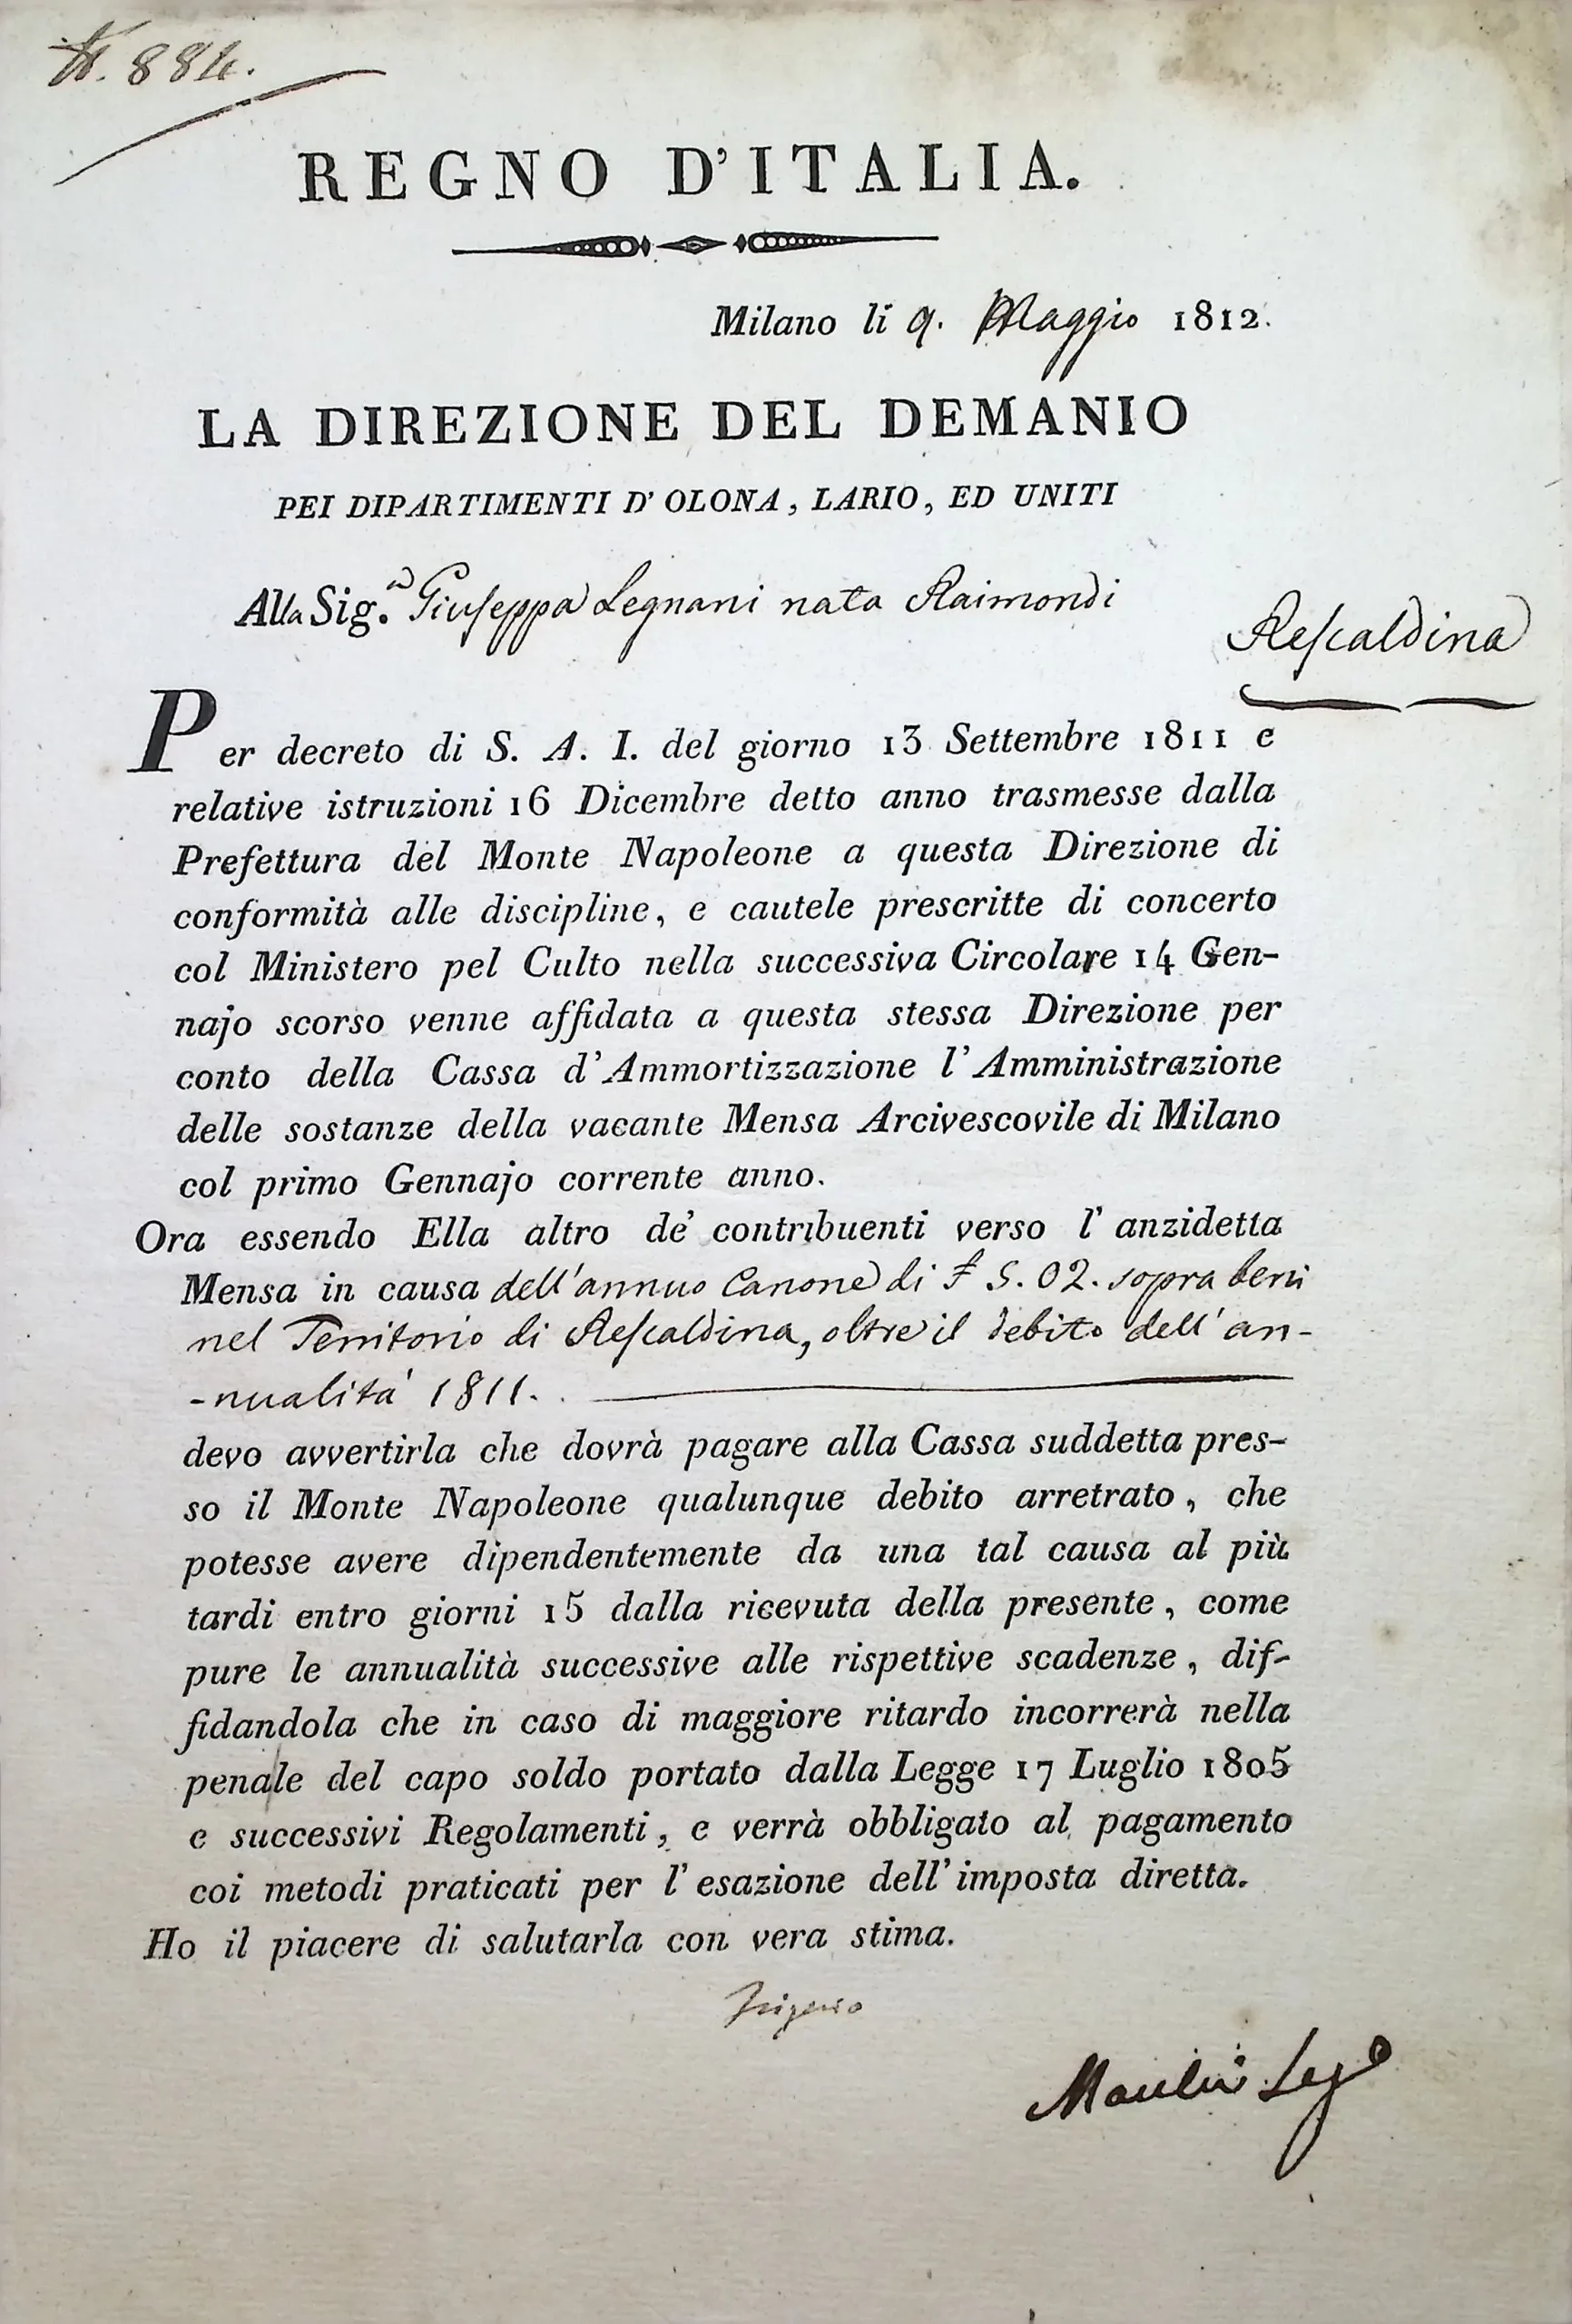 N. 884.
REGNO D'ITALIA.
Milano li 9. Maggio 1812.
LA DIREZIONE DEL DEMANIO
PEI DIPARTIMENTI D' OLONA, LARIO, ED UNITI
Alla Sig.a Giuseppa Legnani nata Raimondi
Rescaldina
Per decreto di S. A. I. del giorno 13 Settembre 1811 e
relative istruzioni 16 Dicembre detto anno trasmesse dalla
Prefettura del Monte Napoleone a questa Direzione di
conformità alle discipline, e cautele prescritte di concerto
col Ministero pel Culto nella successiva Circolare 14 Gen-
najo scorso venne affidata a questa stessa Direzione per
conto della Cassa d'Ammortizzazione l'Amministrazione
delle sostanze della vacante Mensa Arcivescovile di Milano
col primo Gennajo corrente anno.
Ora essendo Ella altro de' contribuenti verso l' anzidetta
Mensa in causa dell'annuo Canone di £ 5. 02. sopra beni
nel Territorio di Rescaldina, oltre il debito dell'an-
-nualità 1811.
devo avvertirla che dovrà pagare alla Cassa suddetta pres-
so il Monte Napoleone qualunque debito arretrato, che
potesse avere dipendentemente da una tal causa al più
tardi entro giorni 15 dalla ricevuta della presente, come
pure le annualità successive alle rispettive scadenze, dif-
fidandola che in caso di maggiore ritardo incorrerà nella
penale del capo soldo portato dalla Legge 17 Luglio 1805
e successivi Regolamenti, e verrà obbligato al pagamento
coi metodi praticati per l'esazione dell'imposta diretta.
Ho il piacere di salutarla con vera stima.
Frigerio